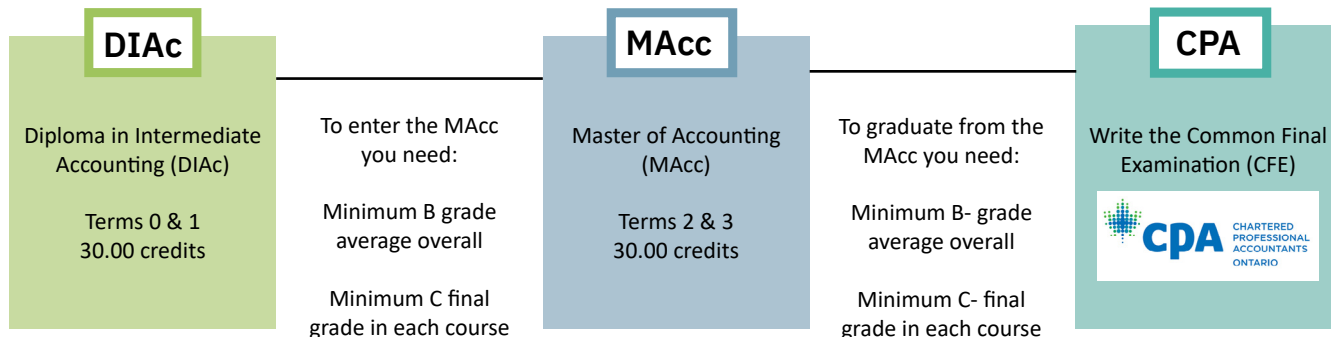 DIAc
Diploma in Intermediate
Accounting (DIAc)
Terms 0 & 1
30.00 credits
To enter the MAcc
you need:
Minimum B grade
average overall
Minimum C final
grade in each course
MAcc
Master of Accounting
(MAcc)
Terms 2 & 3
30.00 credits
To graduate from the
MAcc you need:
Minimum B- grade
average overall
Minimum C- final
grade in each course
CPA
Write the Common Final
Examination (CFE)
CPA
CHARTERED
PROFESSIONAL
ACCOUNTANTS
ONTARIO